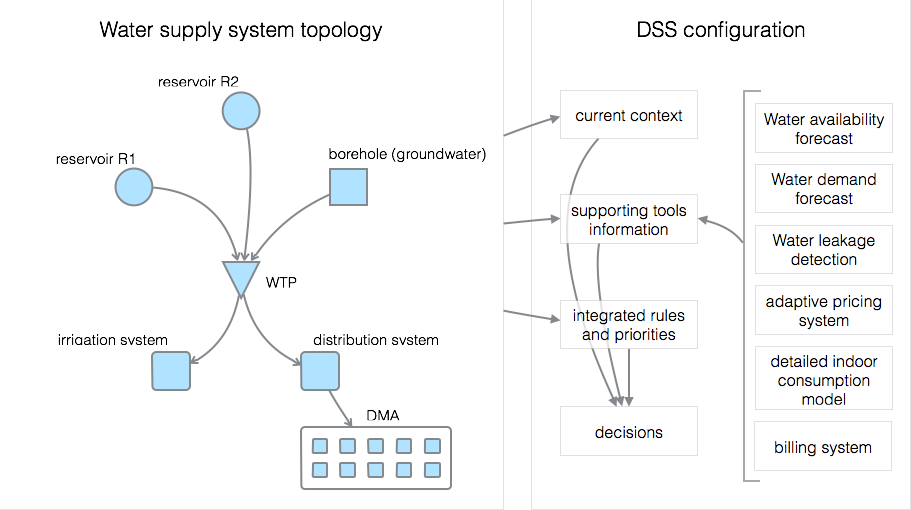 Water supply system topology
reservoir R2
reservoir R1
borehole (groundwater)
WTP
irrigation system
distribution system
DMA
DSS configuration
current context
supporting tools
information
integrated rules
and priorities
decisions
Water availability
forecast
Water demand
forecast
Water leakage
detection
adaptive pricing
system
detailed indoor
consumption
model
billing system